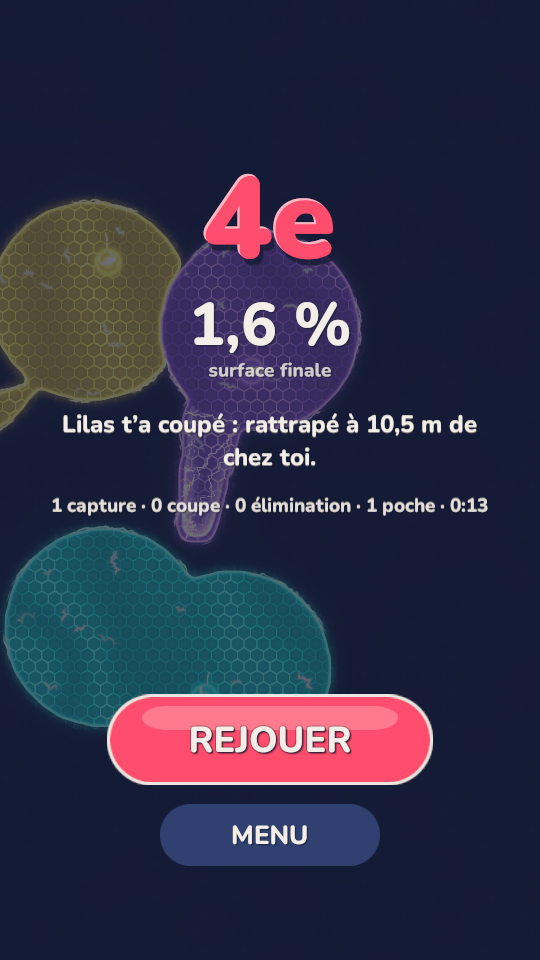 4e
1,6 %
surface finale
Lilas t’a coupé : rattrapé à 10,5 m de
chez toi.
1 capture · 0 coupe · 0 élimination · 1 poche · 0:13
REJOUER
MENU